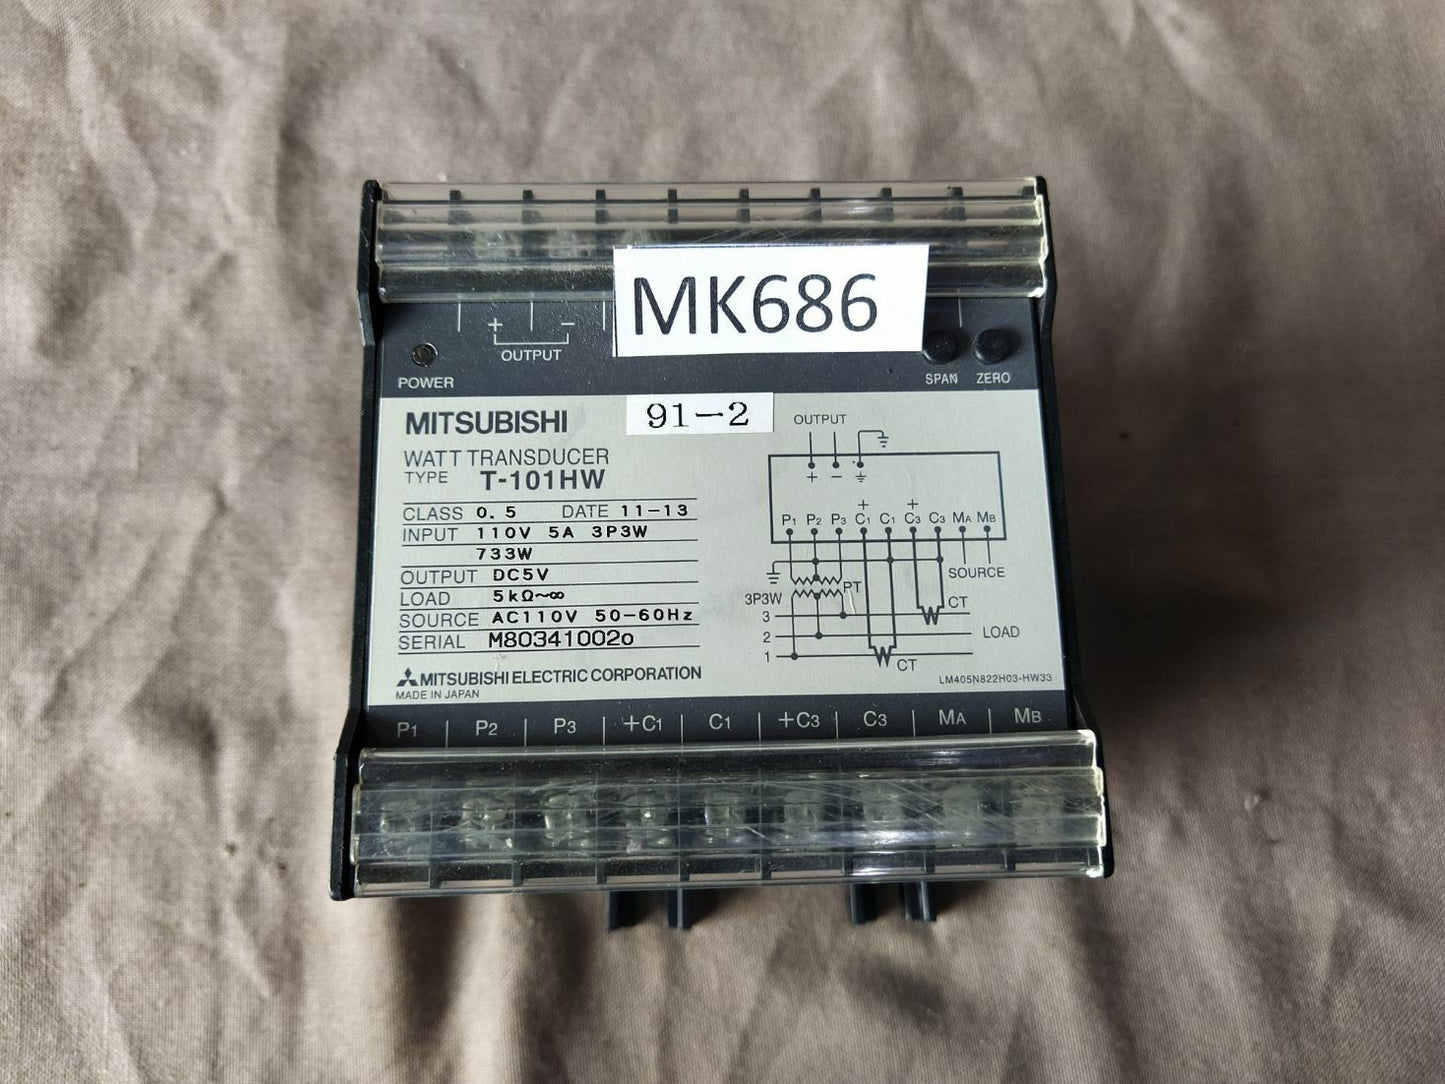 MK686
+ −
OUTPUT
POWER
SPAN ZERO
MITSUBISHI
91-2
WATT TRANSDUCER
TYPE T-101HW
CLASS 0.5 DATE 11-13
INPUT 110V 5A 3P3W
733W
OUTPUT DC5V
LOAD 5kΩ~∞
SOURCE AC110V 50-60Hz
SERIAL M80341002o
MITSUBISHI ELECTRIC CORPORATION
MADE IN JAPAN
OUTPUT
+ −
+ +
P1 P2 P3 C1 C1 C3 C3 MA MB
SOURCE
PT
3P3W
CT
3
2
LOAD
1
CT
LM405N822H03-HW33
P1 P2 P3 +C1 C1 +C3 C3 MA MB